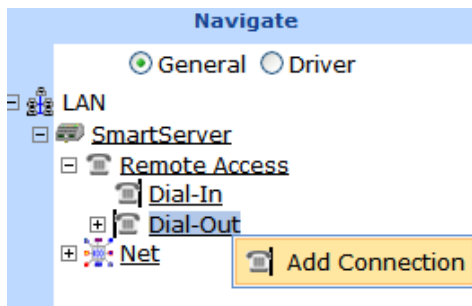 Navigate
General Driver
LAN
SmartServer
Remote Access
Dial-In
Dial-Out
Net
Add Connection